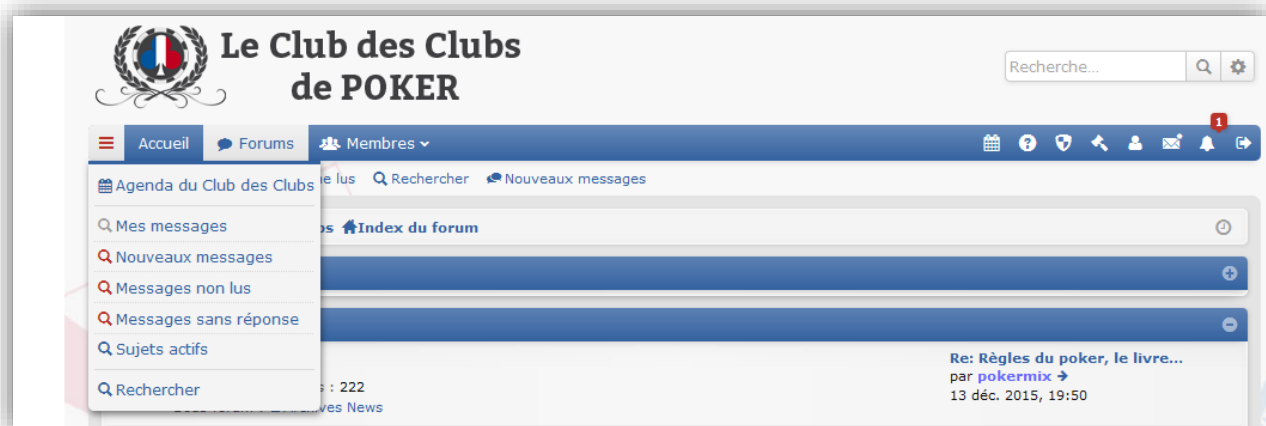 Le Club des Clubs
de POKER
Recherche...
1
Accueil Forums Membres
Agenda du Club des Clubs
lus Rechercher Nouveaux messages
Mes messages
Index du forum
Nouveaux messages
Messages non lus
Messages sans réponse
Sujets actifs
Re: Règles du poker, le livre...
par pokermix
Rechercher
: 222
13 déc. 2015, 19:50
ves News